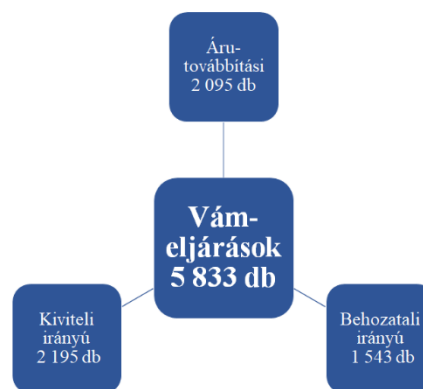 Áru-
továbbítási
2 095 db
Vám-
eljárások
5 833 db
Kiviteli
irányú
2 195 db
Behozatali
irányú
1 543 db